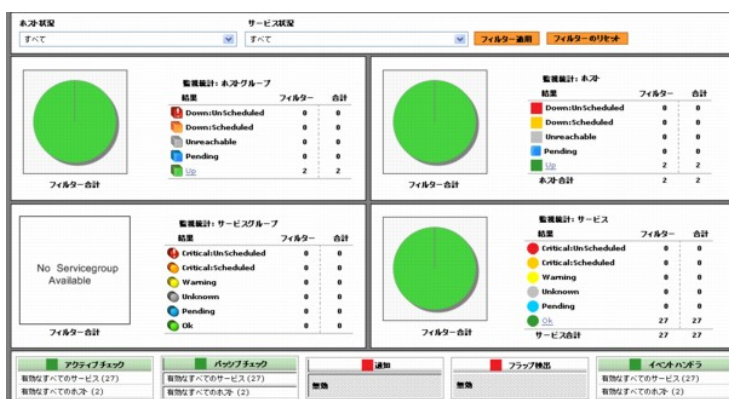 ホスト状況 サービス状況
すべて すべて フィルター適用 フィルターのリセット
監視統計: ホストグループ
結果 フィルター 合計
Down:UnScheduled 0 0
Down:Scheduled 0 0
Unreachable 0 0
Pending 0 0
Up 2 2
フィルター合計
監視統計: ホスト
結果 フィルター 合計
Down:UnScheduled 0 0
Down:Scheduled 0 0
Unreachable 0 0
Pending 0 0
Up 2 2
ホスト合計 2 2
フィルター合計
監視統計: サービスグループ
結果 フィルター 合計
Critical:UnScheduled 0 0
Critical:Scheduled 0 0
Warning 0 0
Unknown 0 0
Pending 0 0
Ok 0 0
No Servicegroup
Available
フィルター合計
監視統計: サービス
結果 フィルター 合計
Critical:UnScheduled 0 0
Critical:Scheduled 0 0
Warning 0 0
Unknown 0 0
Pending 0 0
Ok 27 27
サービス合計 27 27
フィルター合計
アクティブチェック パッシブチェック 通知 フラップ検出 イベントハンドラ
有効なすべてのサービス (27) 有効なすべてのサービス (27) 無効 無効 有効なすべてのサービス (27)
有効なすべてのホスト (2) 有効なすべてのホスト (2) 有効なすべてのホスト (2)